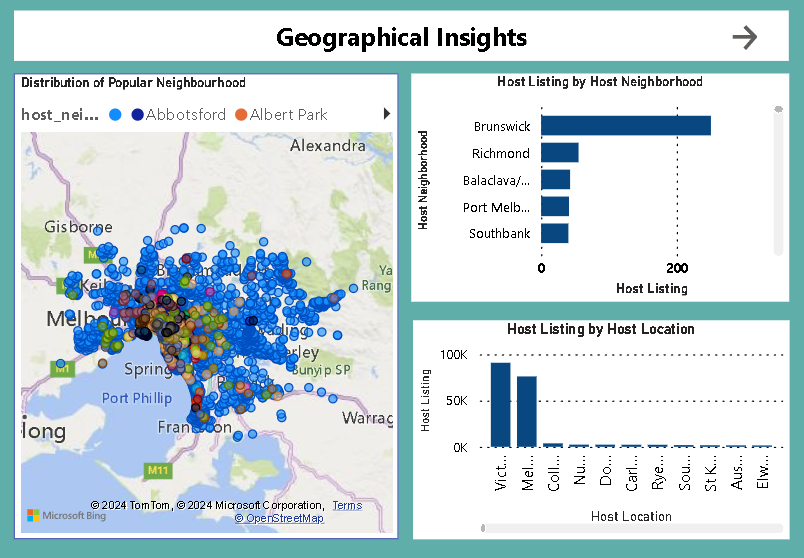 Geographical Insights
Distribution of Popular Neighbourhood
host_nei...
Abbotsford
Albert Park
Alexandra
Gisborne
Ya
Rang
Keil
Melbou
erley
Spring
Bunyip SP
M1
Port Phillip
Warrag
long
Frankston
M11
© 2024 TomTom, © 2024 Microsoft Corporation, Terms
© OpenStreetMap
Microsoft Bing
Host Listing by Host Neighborhood
Host Neighborhood
Brunswick
Richmond
Balaclava/...
Port Melb...
Southbank
0
200
Host Listing
Host Listing by Host Location
Host Listing
100K
50K
0K
Vict...
Mel...
Coll...
Nu...
Do...
Carl...
Rye...
Sou...
St K...
Aus...
Elw...
Host Location